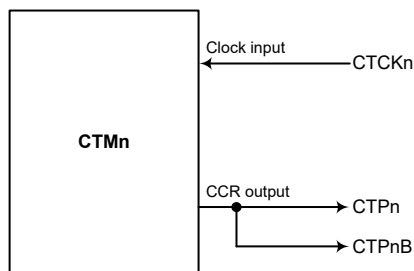 Clock input
CTCKn
CTMn
CCR output
CTPn
CTPnB